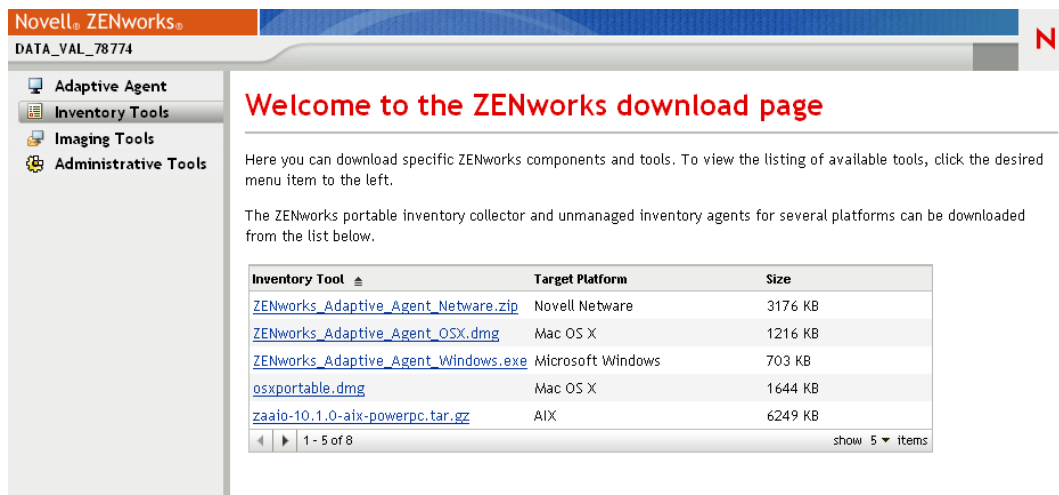 Novell® ZENworks®
N
DATA_VAL_78774
Adaptive Agent
Inventory Tools
Imaging Tools
Administrative Tools
Welcome to the ZENworks download page
Here you can download specific ZENworks components and tools. To view the listing of available tools, click the desired
menu item to the left.
The ZENworks portable inventory collector and unmanaged inventory agents for several platforms can be downloaded
from the list below.
Inventory Tool Target Platform Size
ZENworks_Adaptive_Agent_Netware.zip Novell Netware 3176 KB
ZENworks_Adaptive_Agent_OSX.dmg Mac OS X 1216 KB
ZENworks_Adaptive_Agent_Windows.exe Microsoft Windows 703 KB
osxportable.dmg Mac OS X 1644 KB
zaaio-10.1.0-aix-powerpc.tar.gz AIX 6249 KB
1 - 5 of 8 show 5 items